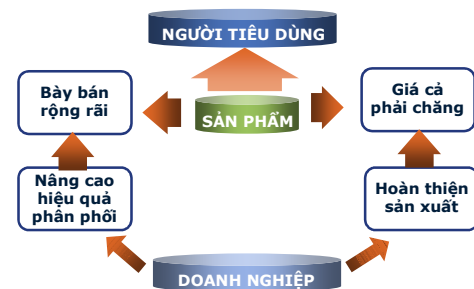 NGƯỜI TIÊU DÙNG
Bày bán
rộng rãi
SẢN PHẨM
Giá cả
phải chăng
Nâng cao
hiệu quả
phân phối
Hoàn thiện
sản xuất
DOANH NGHIỆP